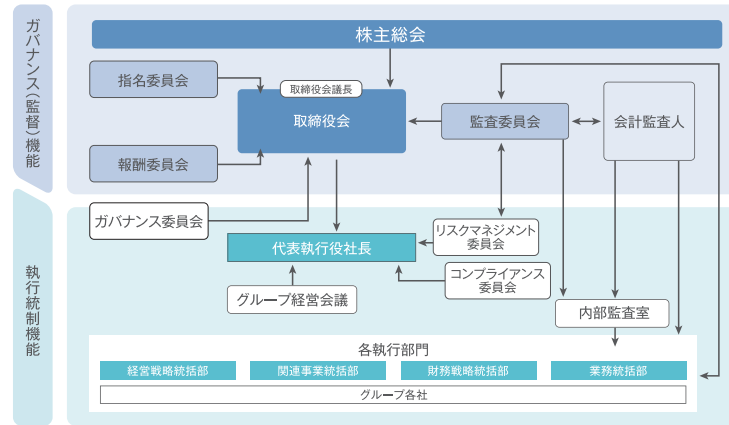 ガバナンス(監督)機能
株主総会
指名委員会
取締役会議長
取締役会
監査委員会
会計監査人
報酬委員会
ガバナンス委員会
執行統制機能
代表執行役社長
リスクマネジメント
委員会
コンプライアンス
委員会
グループ経営会議
内部監査室
各執行部門
経営戦略統括部
関連事業統括部
財務戦略統括部
業務統括部
グループ各社